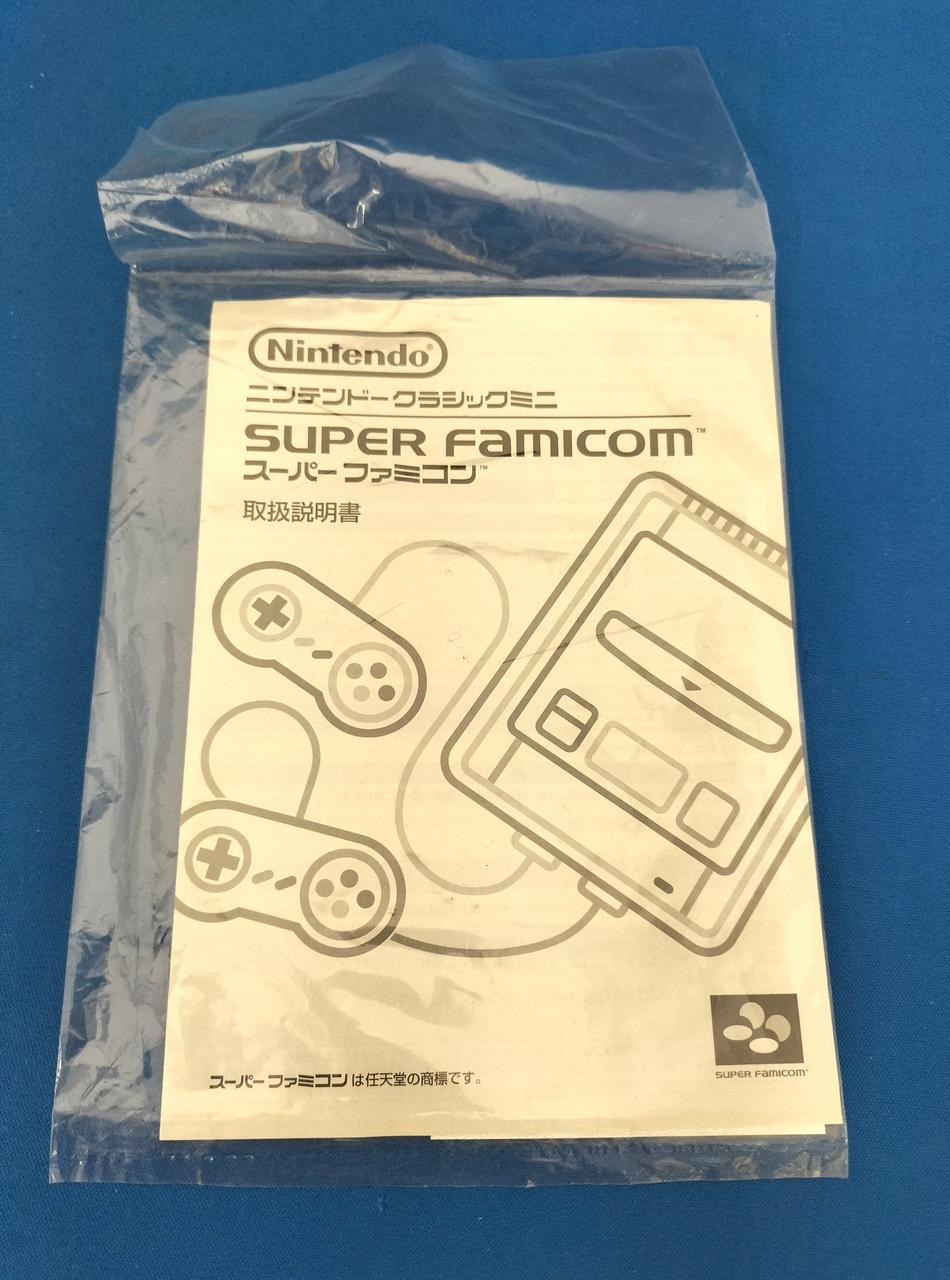 Nintendo®
ニンテンドークラシックミニ
SUPER FAMICOM™
スーパーファミコン™
取扱説明書
SUPER FAMICOM™
スーパーファミコンは任天堂の商標です。